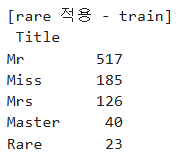 [rare 적용 - train]
Title
Mr 517
Miss 185
Mrs 126
Master 40
Rare 23